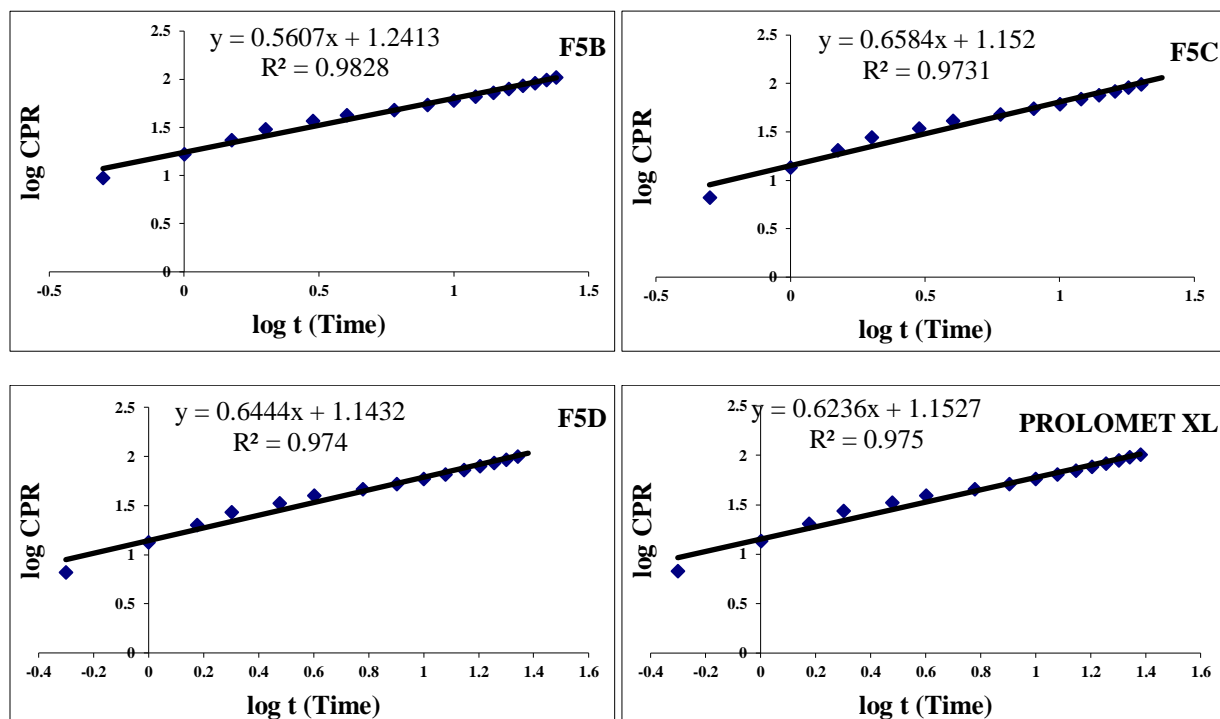 y = 0.5607x + 1.2413
R² = 0.9828
F5B
2.5
2
1.5
1
0.5
0
-0.5
0
0.5
1
1.5
log CPR
log t (Time)
y = 0.6584x + 1.152
R² = 0.9731
F5C
2.5
2
1.5
1
0.5
0
-0.5
0
0.5
1
1.5
log CPR
log t (Time)
y = 0.6444x + 1.1432
R² = 0.974
F5D
2.5
2
1.5
1
0.5
0
-0.4
-0.2
0
0.2
0.4
0.6
0.8
1
1.2
1.4
1.6
log CPR
log t (Time)
y = 0.6236x + 1.1527
R² = 0.975
PROLOMET XL
2.5
2
1.5
1
0.5
0
-0.4
-0.2
0
0.2
0.4
0.6
0.8
1
1.2
1.4
1.6
log CPR
log t (Time)